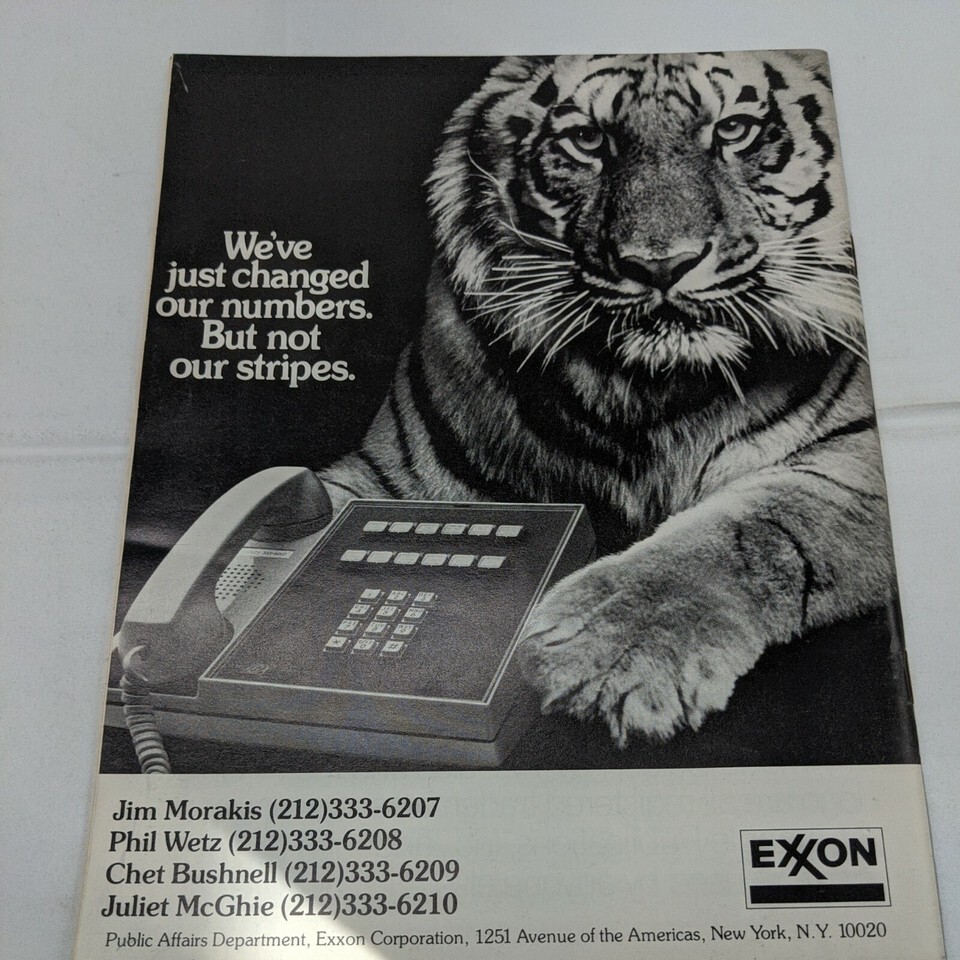 We've
just changed
our numbers.
But not
our stripes.
Jim Morakis (212)333-6207
Phil Wetz (212)333-6208
Chet Bushnell (212)333-6209
Juliet McGhie (212)333-6210
EXXON
Public Affairs Department, Exxon Corporation, 1251 Avenue of the Americas, New York, N.Y. 10020